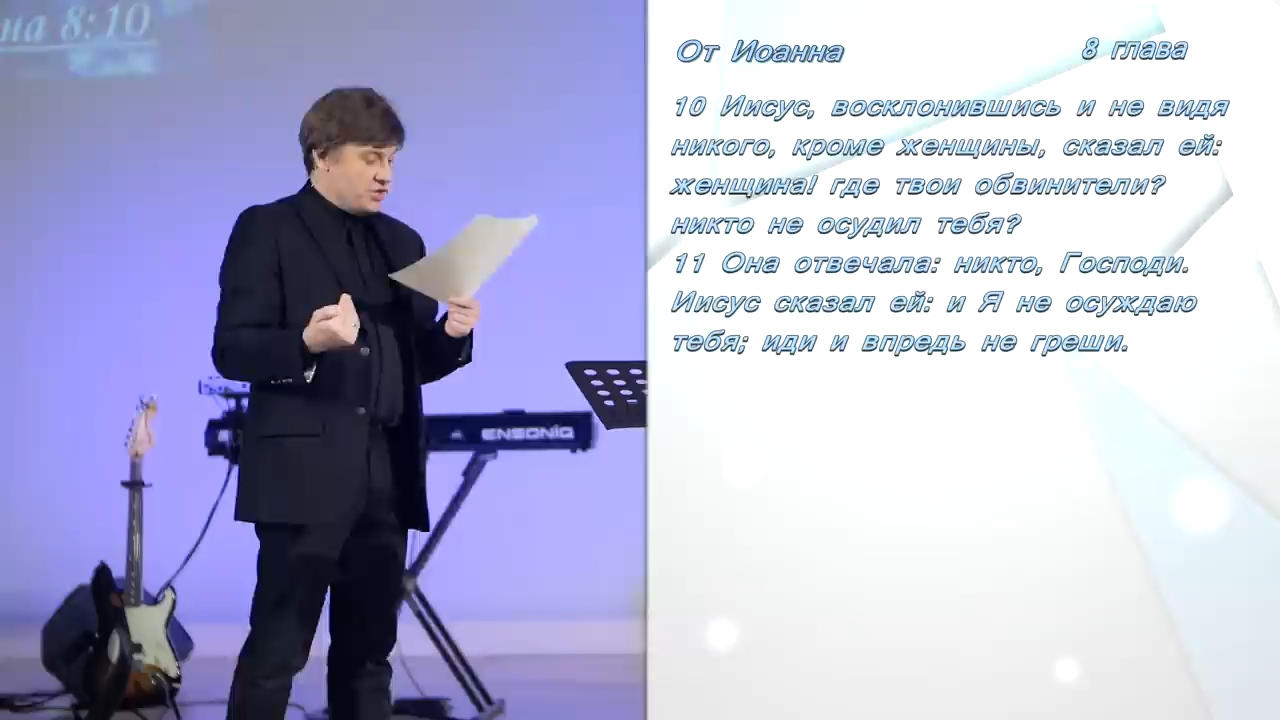 на 8:10
От Иоанна 8 глава
10 Иисус, восклонившись и не видя
никого, кроме женщины, сказал ей:
женщина! где твои обвинители?
никто не осудил тебя?
11 Она отвечала: никто, Господи.
Иисус сказал ей: и Я не осуждаю
тебя; иди и впредь не греши.
ENSONIQ